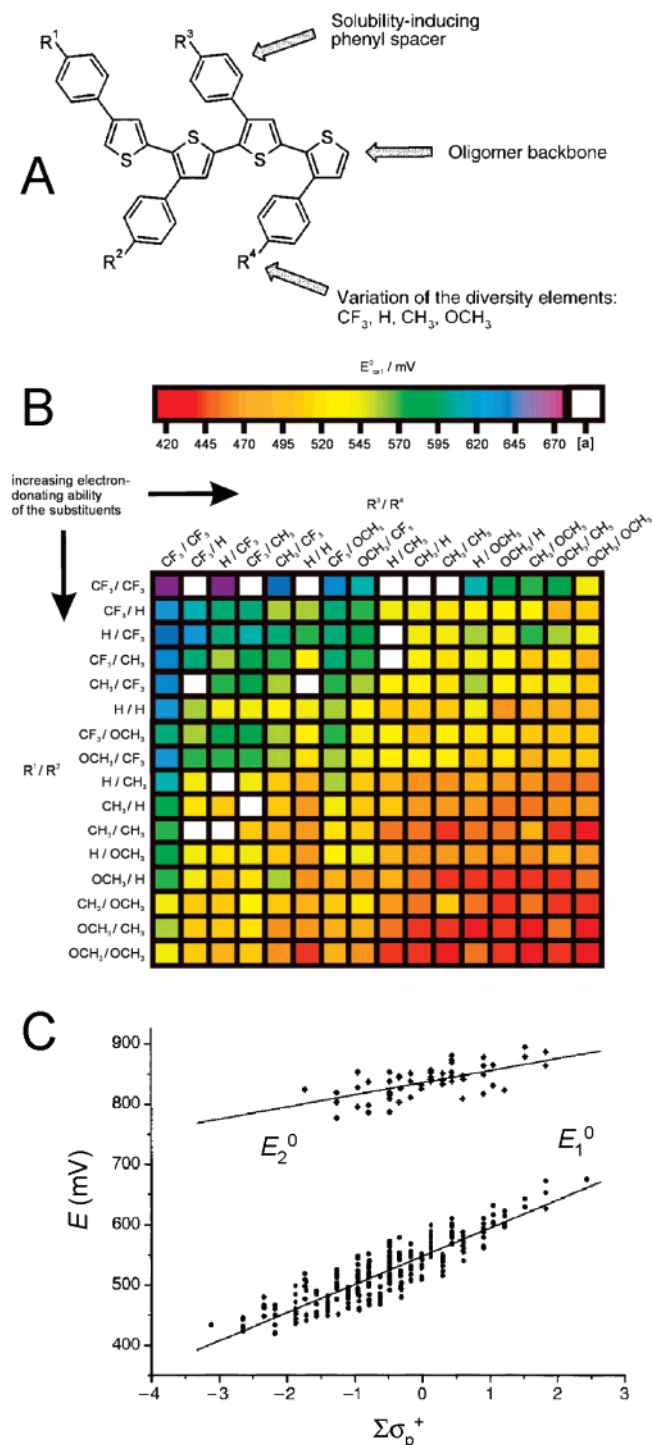 A
R¹
R³
Solubility-inducing
phenyl spacer
S
S
S
S
Oligomer backbone
R²
R⁴
Variation of the diversity elements:
CF₃, H, CH₃, OCH₃
B
E⁰ₒₓ₁ / mV
420 445 470 495 520 545 570 595 620 645 670 [a]
increasing electron-
donating ability
of the substituents
R³ / R⁴
CF₃ / CF₃
CF₃ / H
H / CF₃
CF₃ / CH₃
CH₃ / CF₃
H / H
CF₃ / OCH₃
OCH₃ / CF₃
H / CH₃
CH₃ / H
CH₃ / CH₃
H / OCH₃
OCH₃ / H
CH₃ / OCH₃
OCH₃ / CH₃
OCH₃ / OCH₃
R¹ / R²
CF₃ / CF₃
CF₃ / H
H / CF₃
CF₃ / CH₃
CH₃ / CF₃
H / H
CF₃ / OCH₃
OCH₃ / CF₃
H / CH₃
CH₃ / H
CH₃ / CH₃
H / OCH₃
OCH₃ / H
CH₃ / OCH₃
OCH₃ / CH₃
OCH₃ / OCH₃
C
E (mV)
900
800
700
600
500
400
E₂⁰
E₁⁰
−4 −3 −2 −1 0 1 2 3
Σσₚ⁺